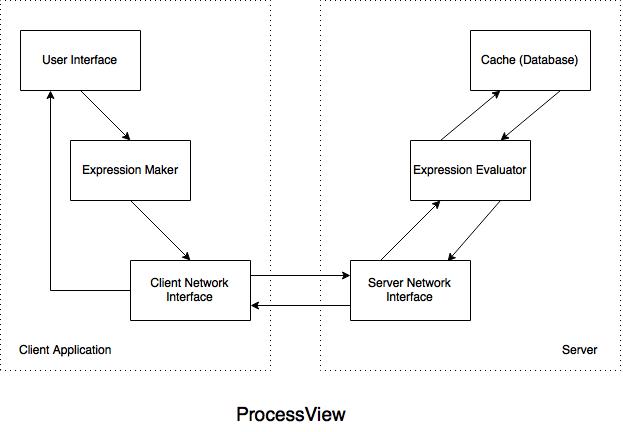 User Interface
Cache (Database)
Expression Maker
Expression Evaluator
Client Network
Interface
Server Network
Interface
Client Application
Server
ProcessView